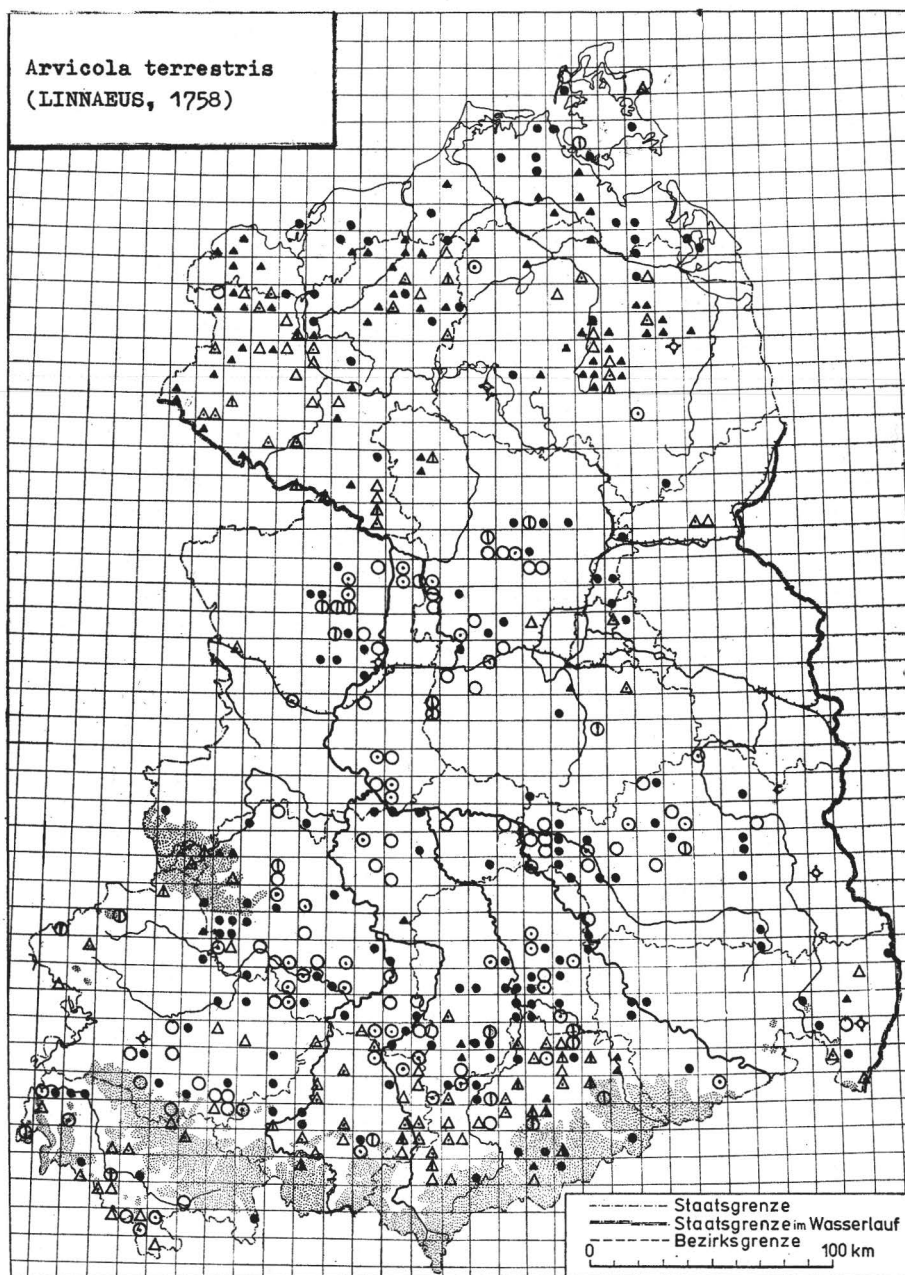 Arvicola terrestris
(LINNAEUS, 1758)
Staatsgrenze
Staatsgrenze im Wasserlauf
Bezirksgrenze
0 100 km